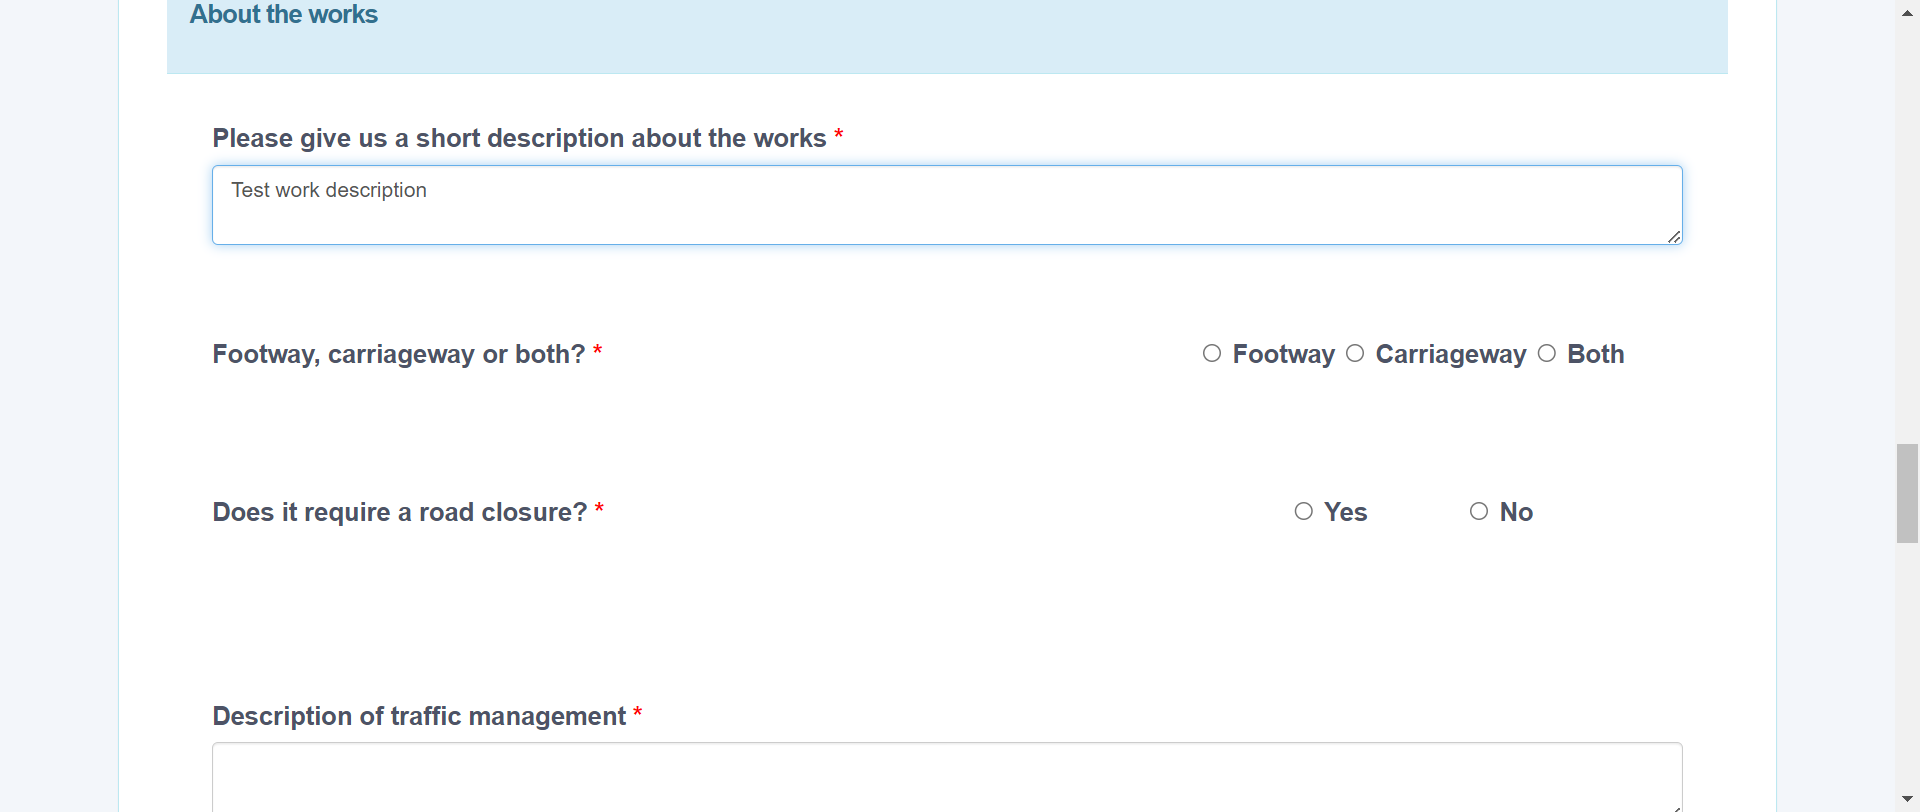 About the works
Please give us a short description about the works *
Test work description
Footway, carriageway or both? * Footway Carriageway Both
Does it require a road closure? * Yes No
Description of traffic management *